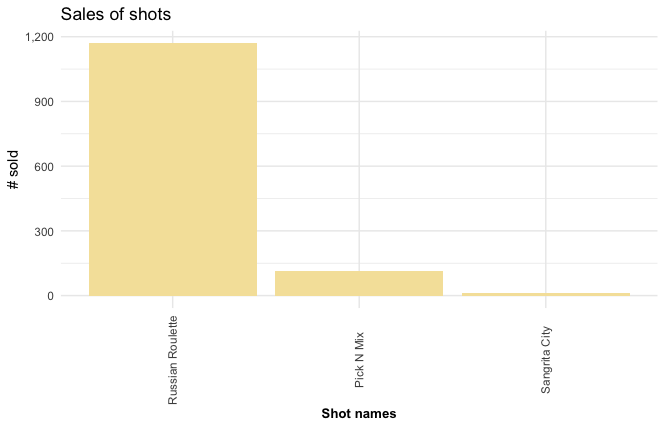 Sales of shots
1,200
900
600
300
0
# sold
Russian Roulette
Pick N Mix
Sangrita City
Shot names